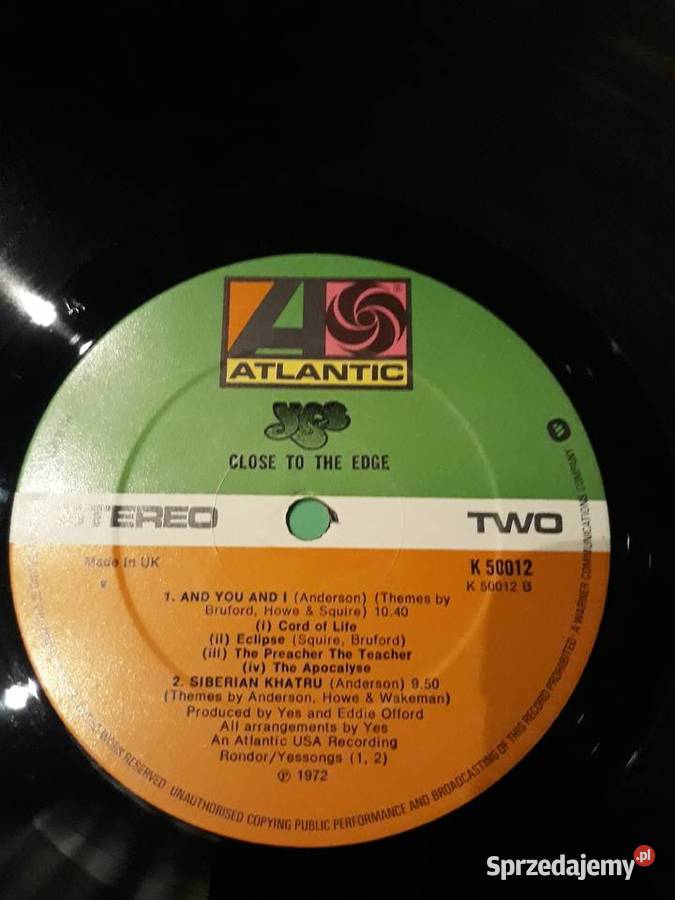 A
®
ATLANTIC
yes
CLOSE TO THE EDGE
STEREO
TWO
Made in UK
K 50012
K 50012 B
1. AND YOU AND I (Anderson) (Themes by
Bruford, Howe & Squire) 10.40
(i) Cord of Life
(ii) Eclipse (Squire, Bruford)
(iii) The Preacher The Teacher
(iv) The Apocalyse
2. SIBERIAN KHATRU (Anderson) 9.50
(Themes by Anderson, Howe & Wakeman)
Produced by Yes and Eddie Offord
All arrangements by Yes
An Atlantic USA Recording
Rondor/Yessongs (1, 2)
℗ 1972
WORK RESERVED UNAUTHORISED COPYING PUBLIC PERFORMANCE AND BROADCASTING OF THIS RECORD PROHIBITED A WARNER COMMUNICATIONS COMPANY
Sprzedajemy.pl